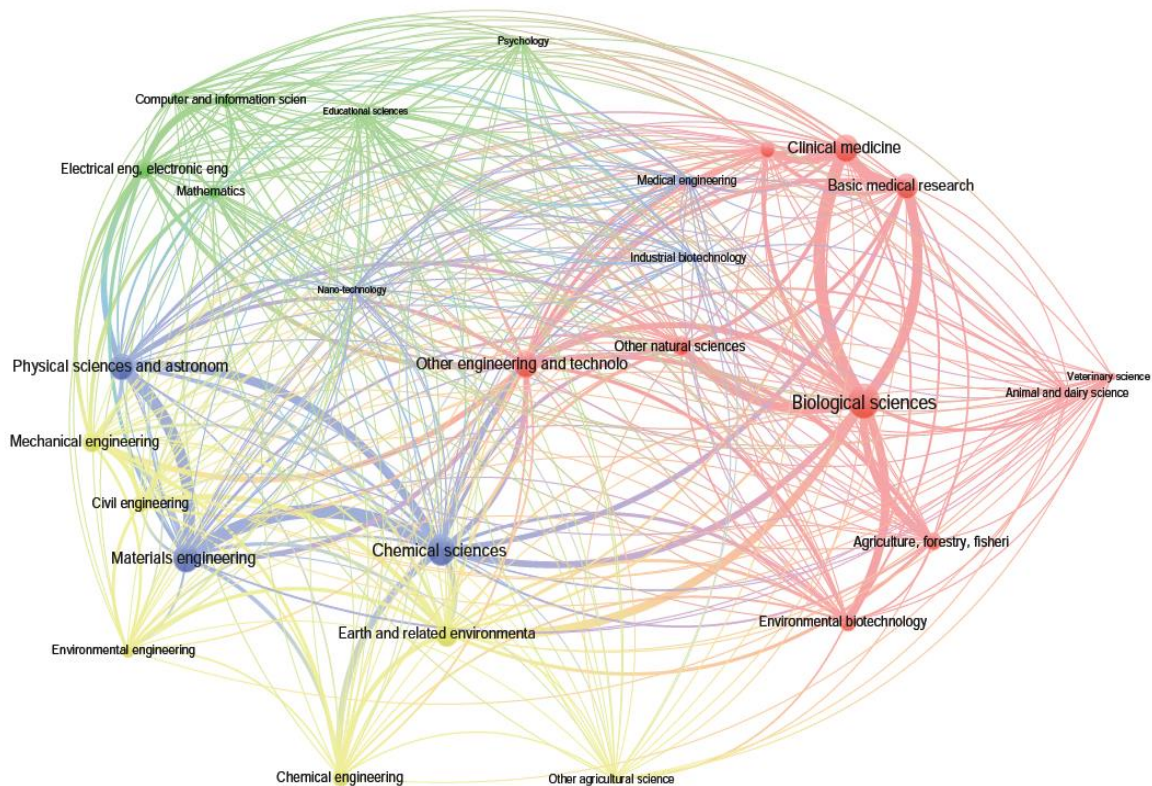 Psychology
Computer and information scien
Educational sciences
Clinical medicine
Electrical eng, electronic eng
Medical engineering
Basic medical research
Mathematics
Industrial biotechnology
Nano-technology
Other natural sciences
Physical sciences and astronom
Other engineering and technolo
Veterinary science
Animal and dairy science
Biological sciences
Mechanical engineering
Civil engineering
Agriculture, forestry, fisheri
Chemical sciences
Materials engineering
Environmental biotechnology
Earth and related environmenta
Environmental engineering
Chemical engineering
Other agricultural science